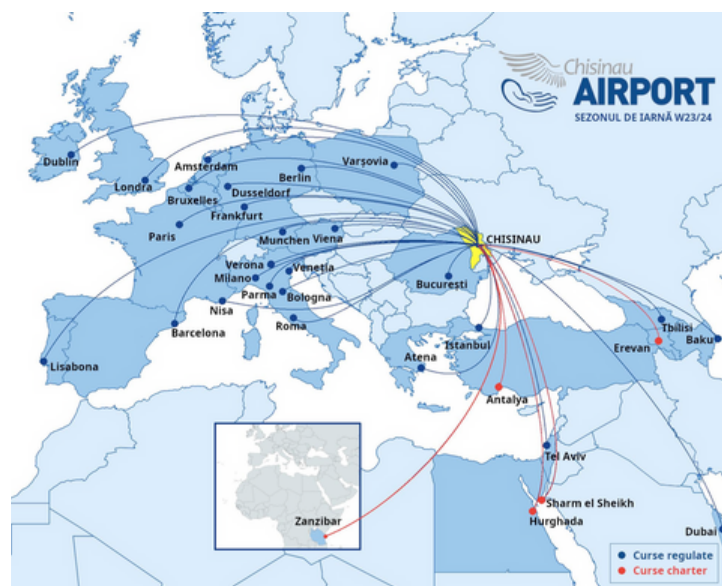 Chisinau
AIRPORT
SEZONUL DE IARNĂ W23/24
Dublin
Londra
Amsterdam
Bruxelles
Berlin
Varșovia
Dusseldorf
Frankfurt
Paris
Munchen
Viena
CHISINAU
Verona
Veneția
Milano
Parma
Bologna
București
Nisa
Roma
Barcelona
Lisabona
Istanbul
Atena
Tbilisi
Erevan
Baku
Antalya
Tel Aviv
Sharm el Sheikh
Hurghada
Zanzibar
Dubai
Curse regulate
Curse charter